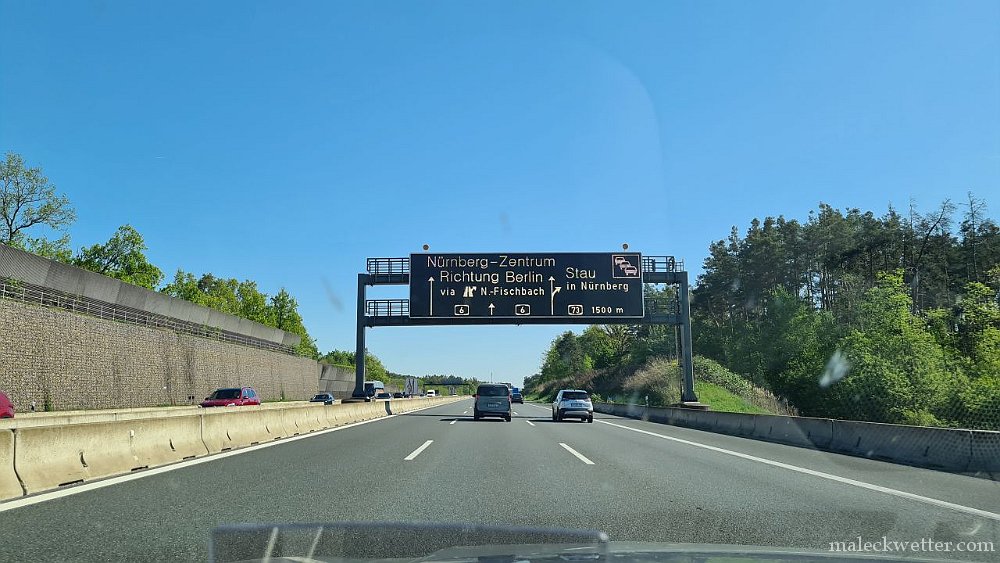 Nürnberg-Zentrum
Richtung Berlin
via N.-Fischbach
Stau
in Nürnberg
6
6
73 1500 m
maleckwetter.com